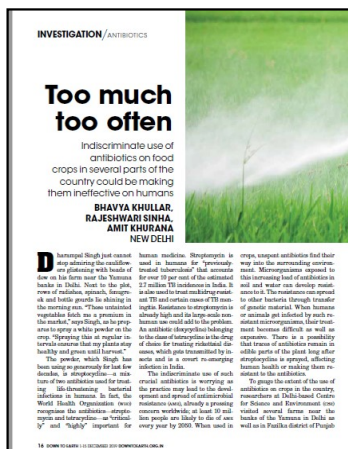 INVESTIGATION/ANTIBIOTICS
Too much
too often
Indiscriminate use of
antibiotics on food
crops in several parts of the
country could be making
them ineffective on humans
BHAVYA KHULLAR,
RAJESHWARI SINHA,
AMIT KHURANA
NEW DELHI
Dharampal Singh just cannot
stop admiring the cauliflow-
ers glistening with beads of
dew on his farm near the Yamuna
banks in Delhi. Next to the plot,
rows of radishes, spinach, fenugre-
ek and bottle gourds lie shining in
the morning sun. "These untainted
vegetables fetch me a premium in
the market," says Singh, as he prep-
ares to spray a white powder on the
crop. "Spraying this at regular in-
tervals ensures that my plants stay
healthy and green until harvest."
The powder, which Singh has
been using so generously for last few
decades, is streptocycline—a mix-
ture of two antibiotics used for treat-
ing life-threatening bacterial
infections in humans. In fact, the
World Health Organization (WHO)
recognises the antibiotics—strepto-
mycin and tetracycline—as "critical-
ly" and "highly" important for
human medicine. Streptomycin is
used in humans for "previously-
treated tuberculosis" that accounts
for over 10 per cent of the estimated
2.7 million TB incidences in India. It
is also used to treat multidrug resist-
ant TB and certain cases of TB men-
ingitis. Resistance to streptomycin is
already high and its large-scale non-
human use could add to the problem.
An antibiotic (doxycycline) belonging
to the class of tetracycline is the drug
of choice for treating rickettsial dis-
eases, which gets transmitted by in-
sects and is a covert re-emerging
infection in India.
The indiscriminate use of such
crucial antibiotics is worrying as
the practice may lead to the devel-
opment and spread of antimicrobial
resistance (AMR), already a pressing
concern worldwide; at least 10 mil-
lion people are likely to die of AMR
every year by 2050. When used in
crops, unspent antibiotics find their
way into the surrounding environ-
ment. Microorganisms exposed to
this increasing load of antibiotics in
soil and water can develop resist-
ance to it. The resistance can spread
to other bacteria through transfer
of genetic material. When humans
or animals get infected by such re-
sistant microorganisms, their treat-
ment becomes difficult as well as
expensive. There is a possibility
that traces of antibiotics remain in
edible parts of the plant long after
streptocycline is sprayed, affecting
human health or making them re-
sistant to the antibiotics.
To gauge the extent of the use of
antibiotics on crops in the country,
researchers at Delhi-based Centre
for Science and Environment (CSE)
visited several farms near the
banks of the Yamuna in Delhi as
well as in Fazilka district of Punjab
16 DOWN TO EARTH 1-15 DECEMBER 2019 DOWNTOEARTH.ORG.IN